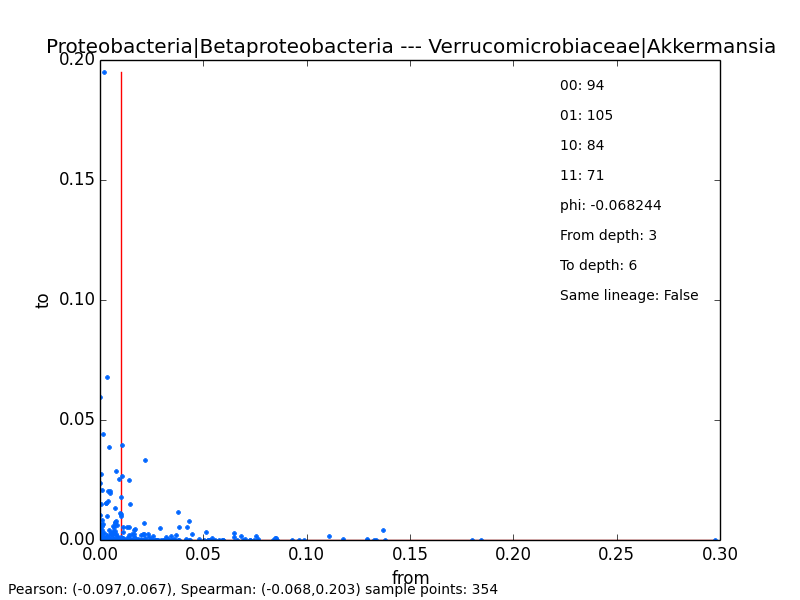 Proteobacteria|Betaproteobacteria --- Verrucomicrobiaceae|Akkermansia
0.20
0.15
0.10
0.05
0.00
to
00: 94
01: 105
10: 84
11: 71
phi: -0.068244
From depth: 3
To depth: 6
Same lineage: False
0.00 0.05 0.10 0.15 0.20 0.25 0.30
from
Pearson: (-0.097,0.067), Spearman: (-0.068,0.203) sample points: 354